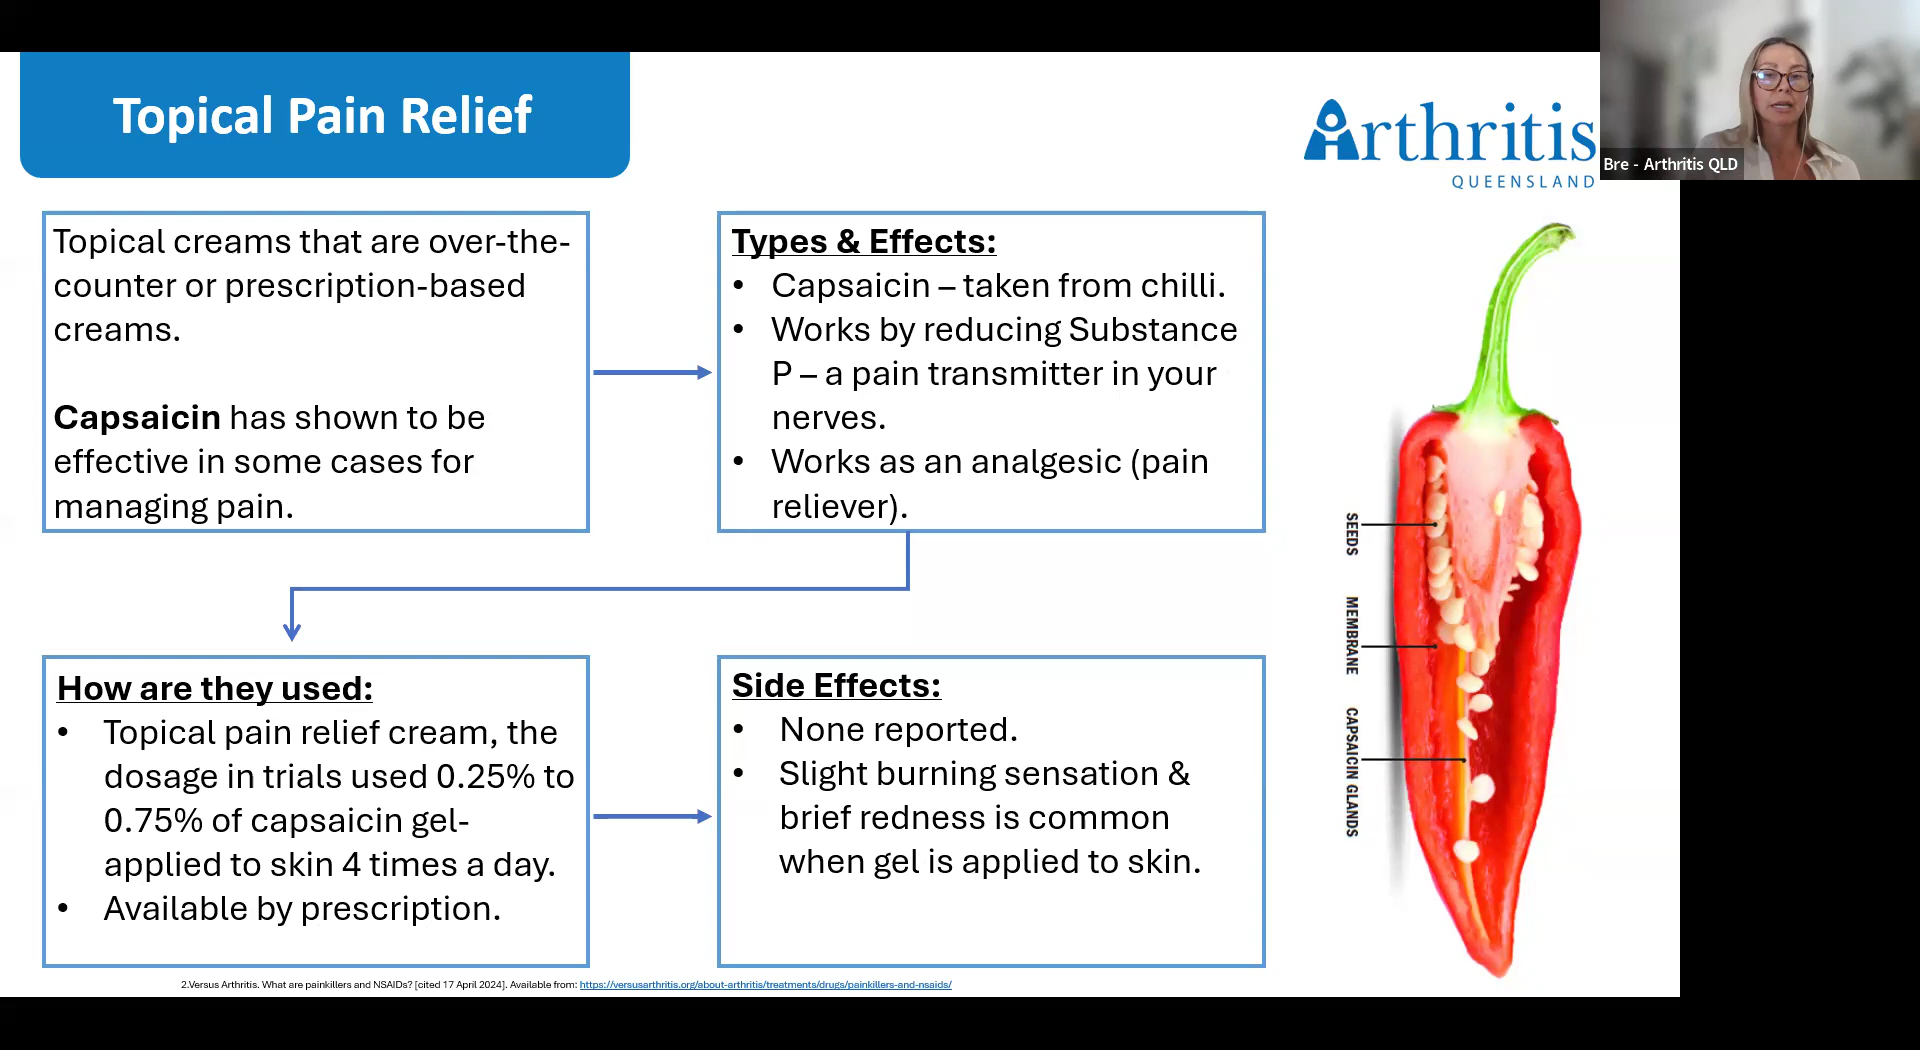 Topical Pain Relief
Arthritis
QUEENSLAND
Bre - Arthritis QLD
Topical creams that are over-the-
counter or prescription-based
creams.
Capsaicin has shown to be
effective in some cases for
managing pain.
Types & Effects:
• Capsaicin – taken from chilli.
• Works by reducing Substance
P – a pain transmitter in your
nerves.
• Works as an analgesic (pain
reliever).
How are they used:
• Topical pain relief cream, the
dosage in trials used 0.25% to
0.75% of capsaicin gel-
applied to skin 4 times a day.
• Available by prescription.
Side Effects:
• None reported.
• Slight burning sensation &
brief redness is common
when gel is applied to skin.
SEEDS
MEMBRANE
CAPSAICIN GLANDS
2.Versus Arthritis. What are painkillers and NSAIDs? [cited 17 April 2024]. Available from: https://versusarthritis.org/about-arthritis/treatments/drugs/painkillers-and-nsaids/